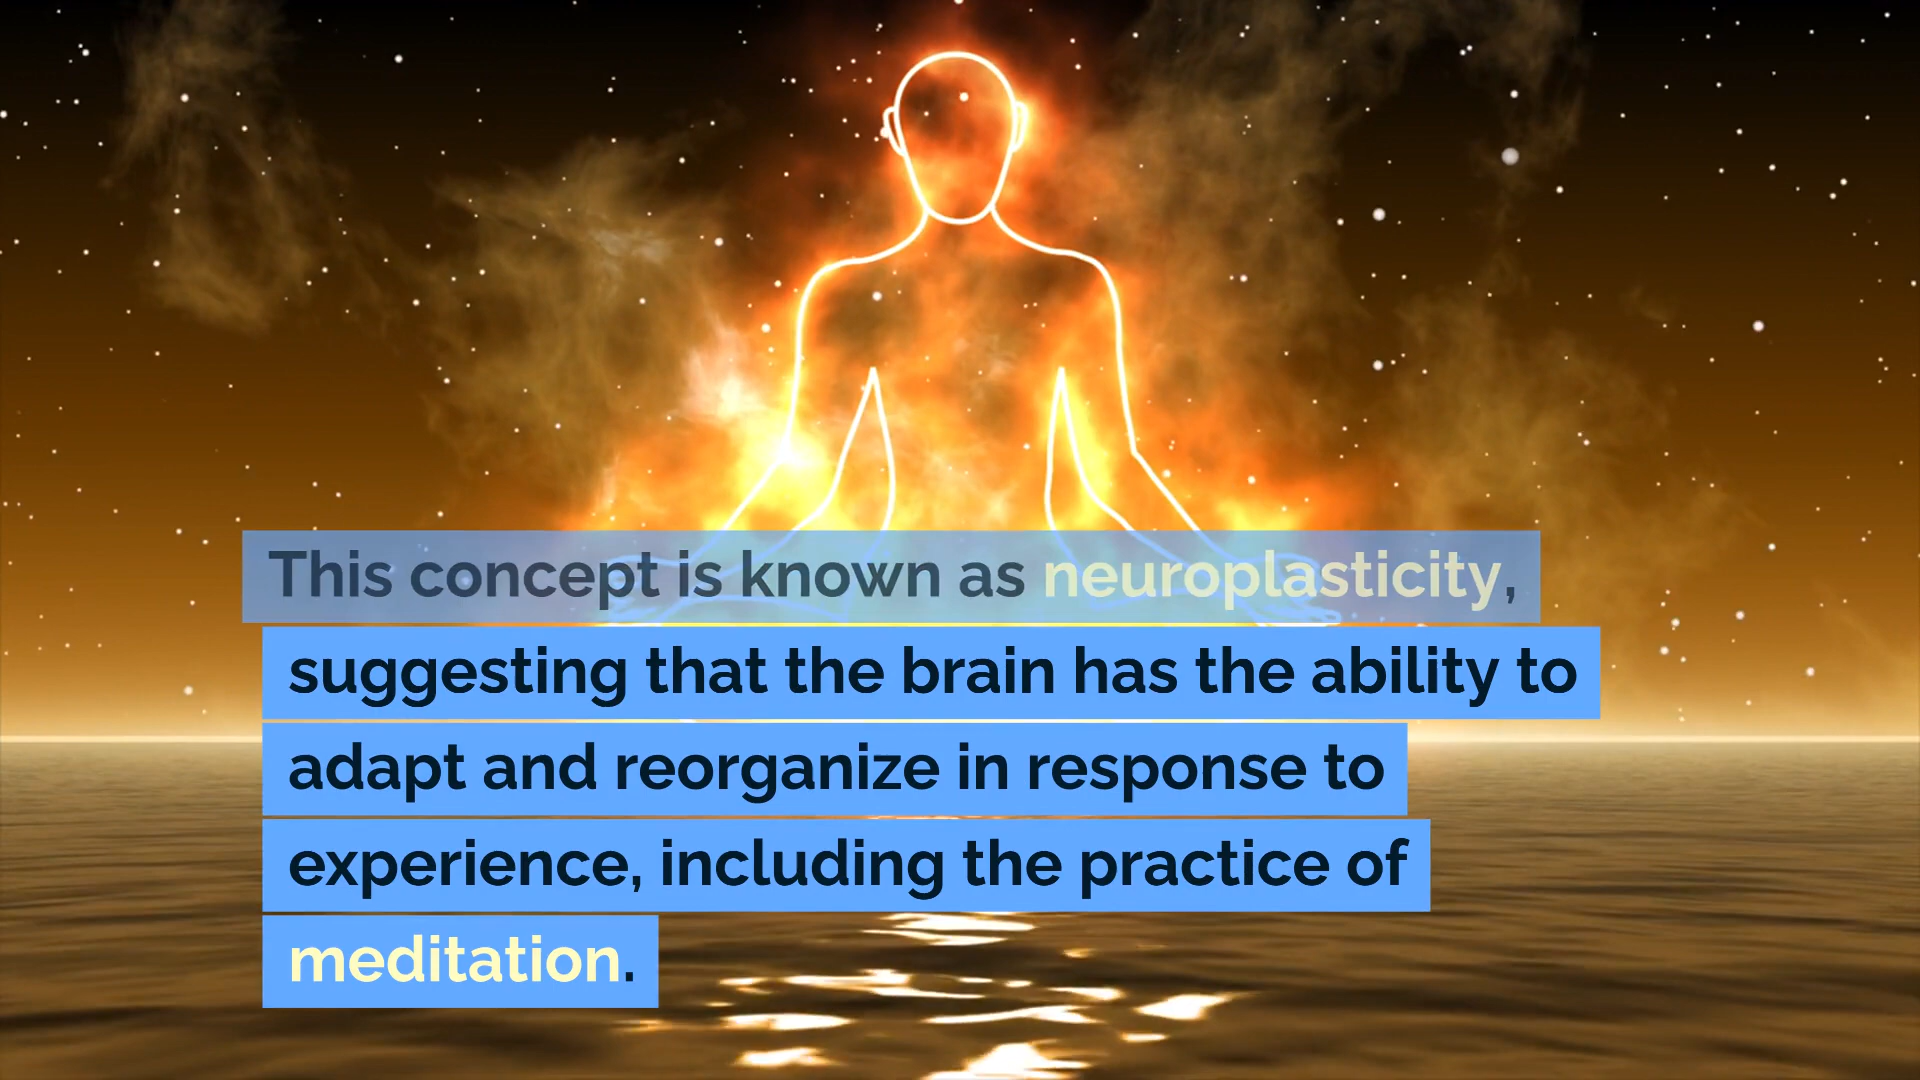 This concept is known as neuroplasticity,
suggesting that the brain has the ability to
adapt and reorganize in response to
experience, including the practice of
meditation.